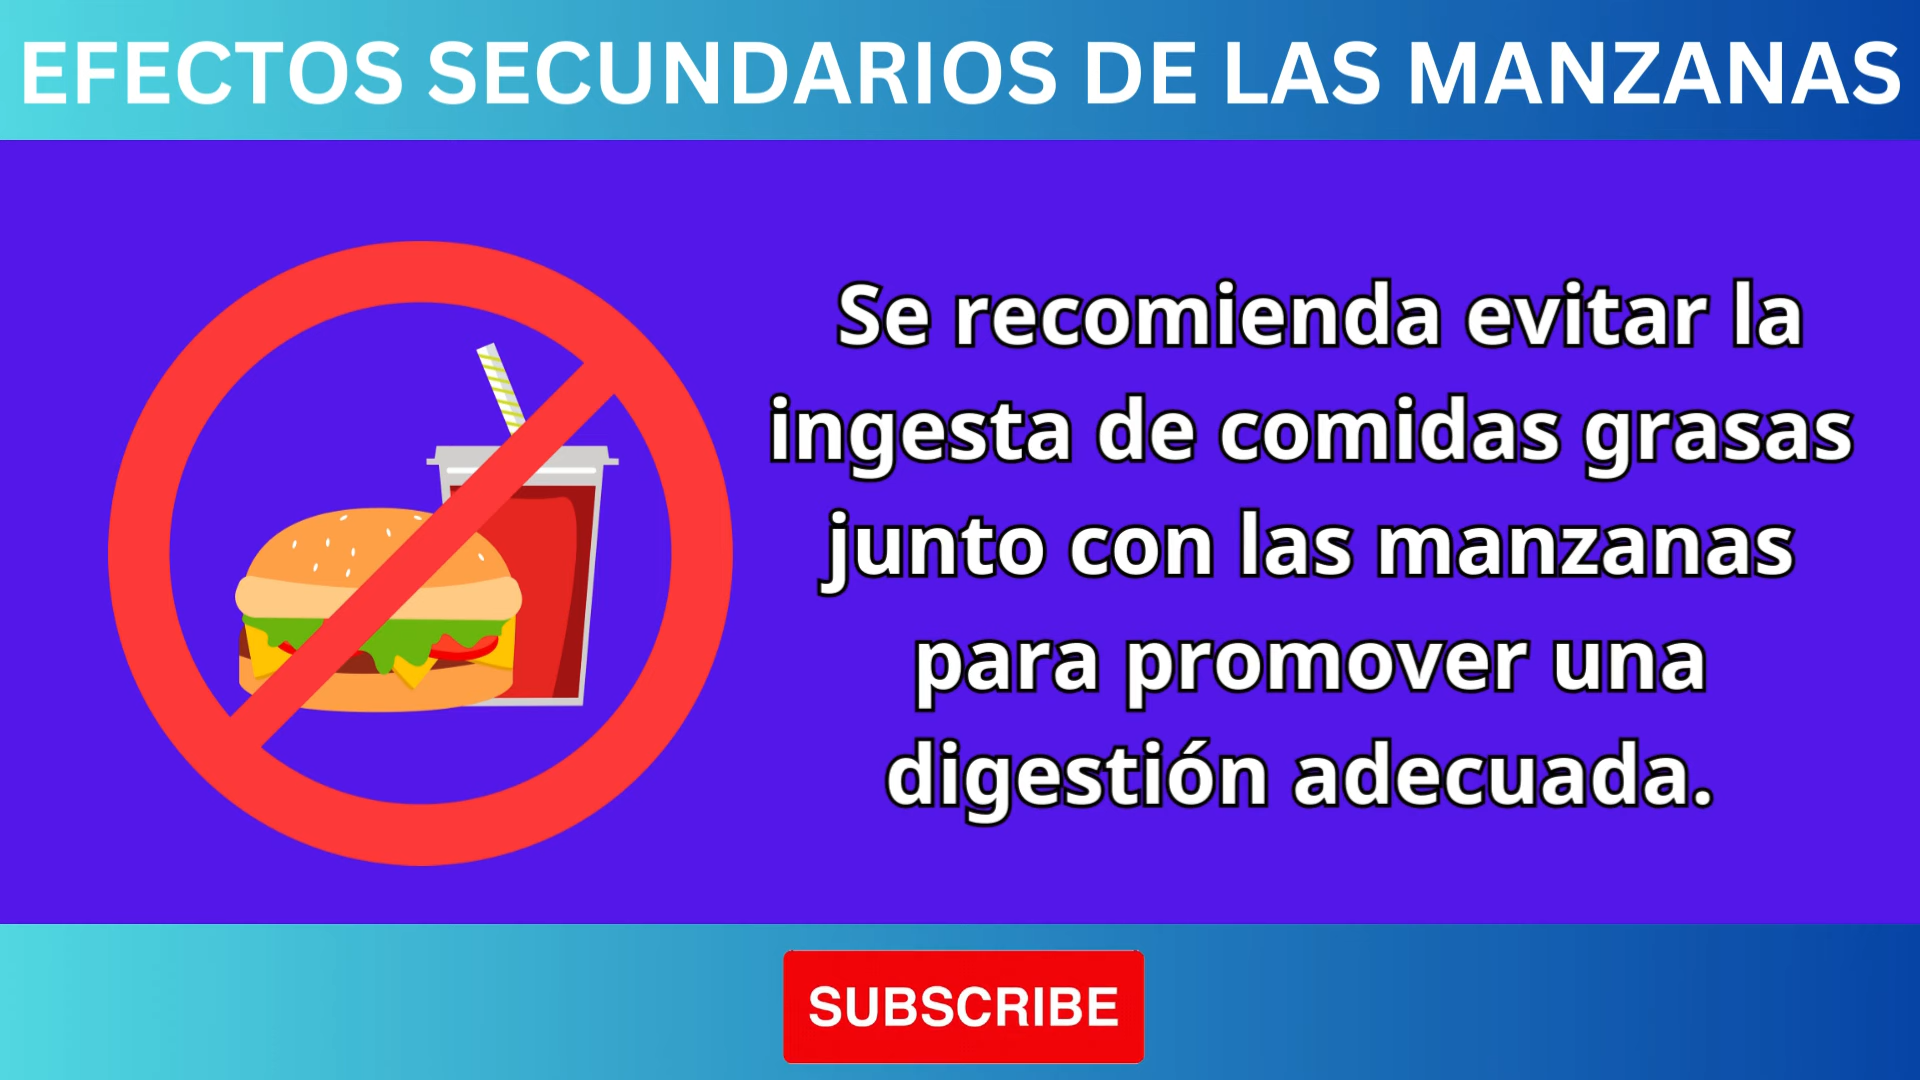 EFECTOS SECUNDARIOS DE LAS MANZANAS
Se recomienda evitar la
ingesta de comidas grasas
junto con las manzanas
para promover una
digestión adecuada.
SUBSCRIBE